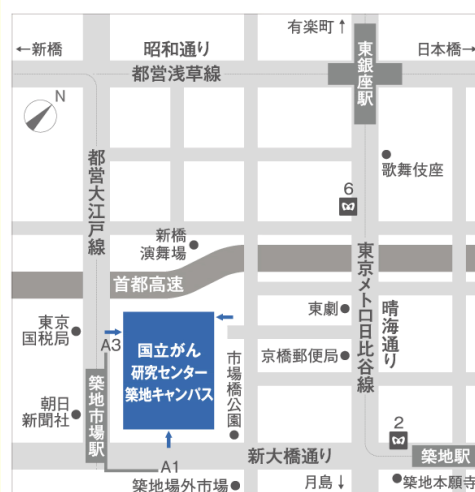 有楽町↑
←新橋
昭和通り
日本橋→
都営浅草線
東銀座駅
N
都営大江戸線
歌舞伎座
6
新橋
演舞場
首都高速
東京メトロ日比谷線
晴海通り
東京
国税局
東劇
A3
国立がん
研究センター
築地キャンパス
京橋郵便局
市場橋公園
築地市場駅
朝日
新聞社
2
新大橋通り
築地駅
A1
築地場外市場
月島↓
築地本願寺